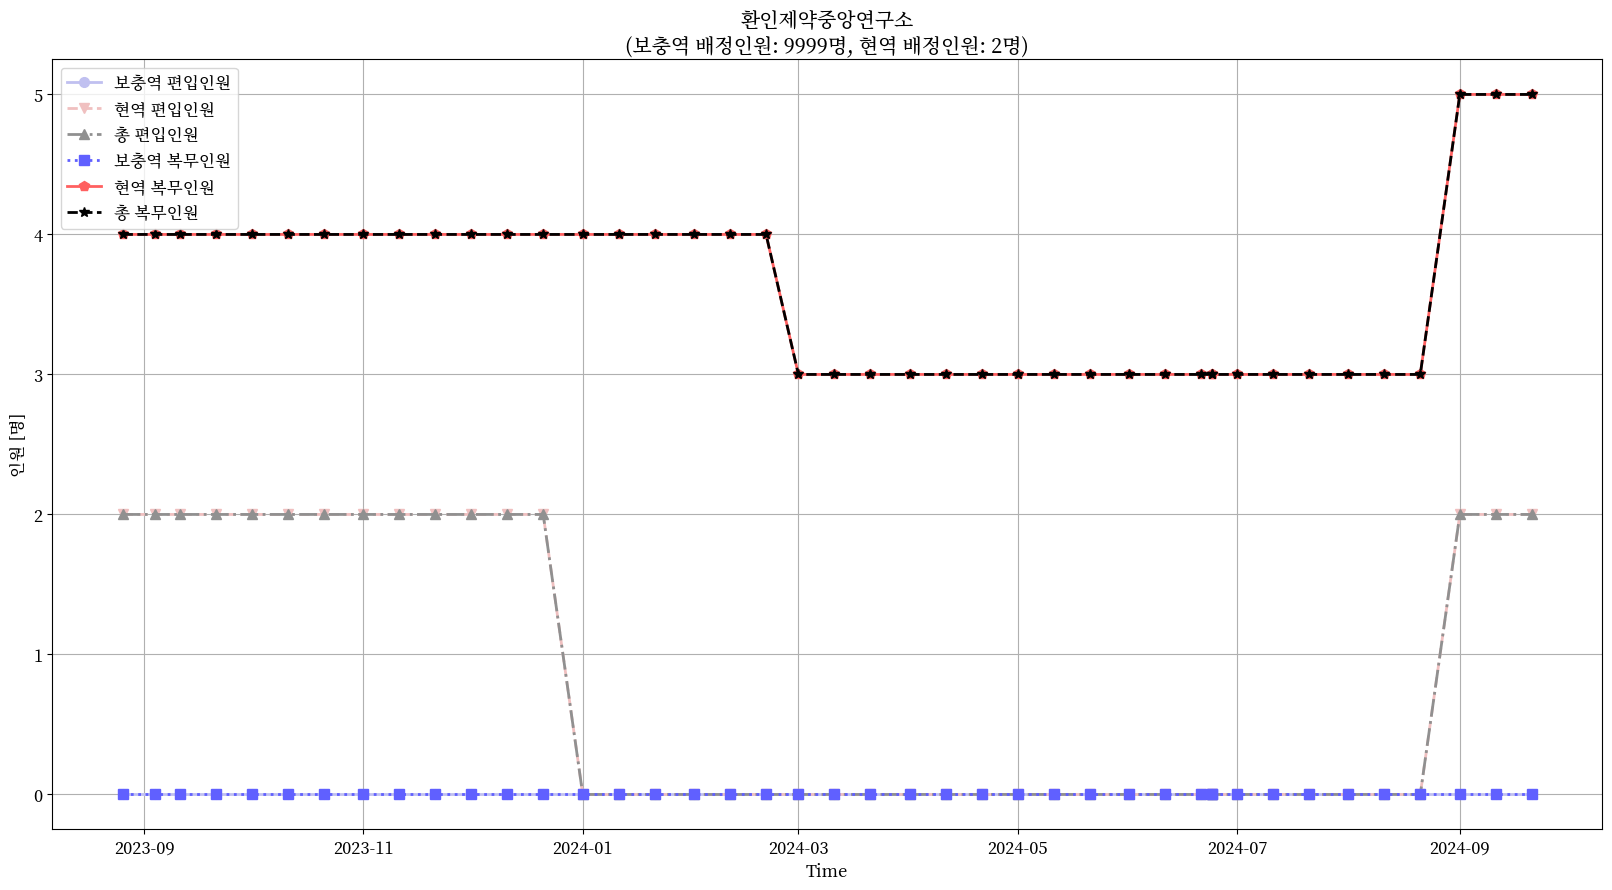 환인제약중앙연구소
(보충역 배정인원: 9999명, 현역 배정인원: 2명)
보충역 편입인원
현역 편입인원
총 편입인원
보충역 복무인원
현역 복무인원
총 복무인원
인원 [명]
5
4
3
2
1
0
2023-09
2023-11
2024-01
2024-03
2024-05
2024-07
2024-09
Time